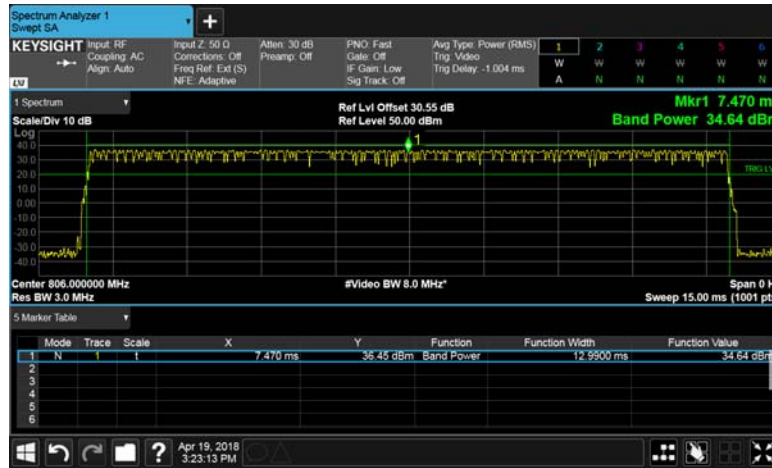 Spectrum Analyzer 1
Swept SA
+
KEYSIGHT Input: RF Input Z: 50 Ω Atten: 30 dB PNO: Fast Avg Type: Power (RMS) 1 2 3 4 5 6
Coupling: AC Corrections: Off Preamp: Off Gate: Off Trig: Video W W W W W W
Align: Auto Freq Ref: Ext (S) IF Gain: Low Trig Delay: -1.004 ms
NFE: Adaptive Sig Track: Off A N N N N N
LXI
1 Spectrum
Ref Lvl Offset 30.55 dB Mkr1 7.470 m
Scale/Div 10 dB Ref Level 50.00 dBm Band Power 34.64 dBm
Log
40.0
30.0
20.0
0.00
-10.0
-20.0
-30.0
-40.0
1
TRIG LV
Center 806.000000 MHz #Video BW 8.0 MHz* Span 0 H
Res BW 3.0 MHz Sweep 15.00 ms (1001 pt
5 Marker Table
Mode Trace Scale X Y Function Function Width Function Value
1 N 1 t 7.470 ms 36.45 dBm Band Power 12.9900 ms 34.64 dBm
2
3
4
5
6
? Apr 19, 2018
3:23:13 PM